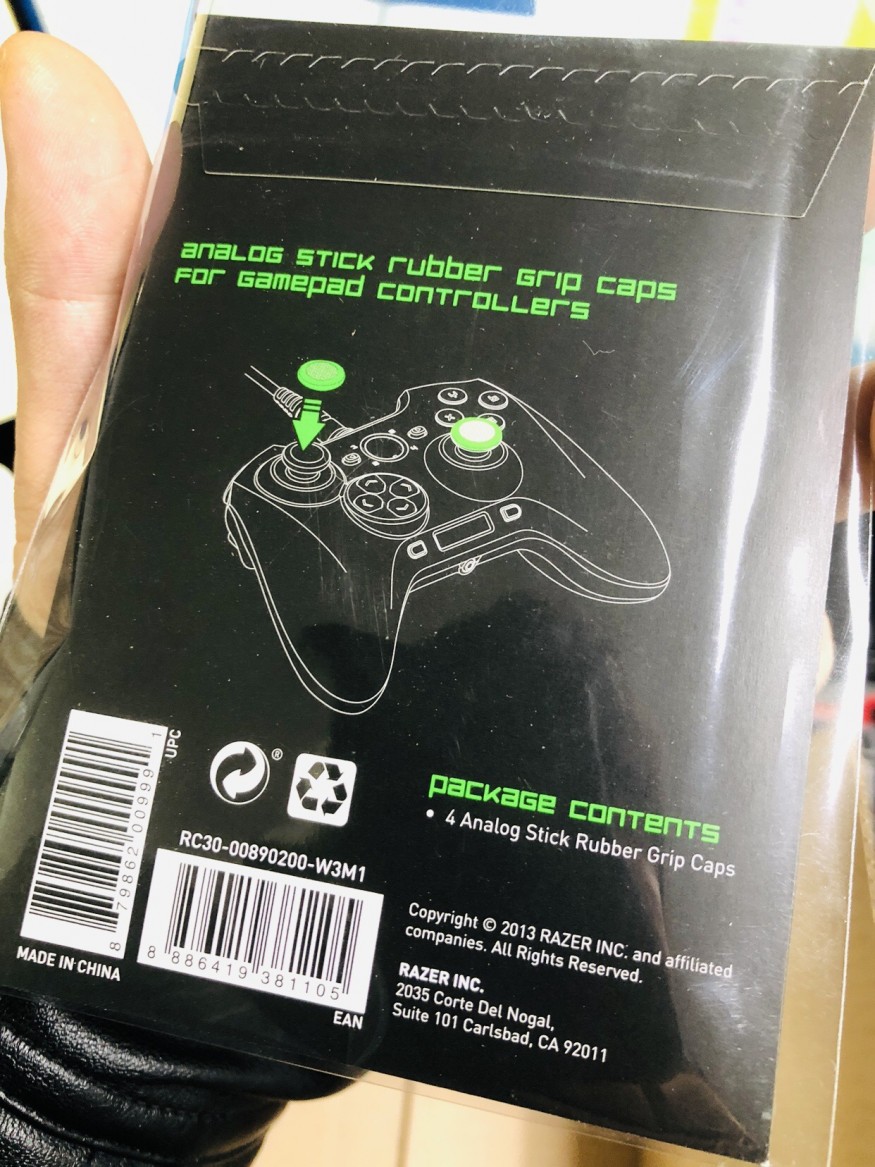 analog stick rubber grip caps
for gamepad controllers
UPC
8 79862 00999 1
®
RC30-00890200-W3M1
package contents
• 4 Analog Stick Rubber Grip Caps
MADE IN CHINA
8 886419 381105
EAN
Copyright © 2013 RAZER INC. and affiliated
companies. All Rights Reserved.
RAZER INC.
2035 Corte Del Nogal,
Suite 101 Carlsbad, CA 92011